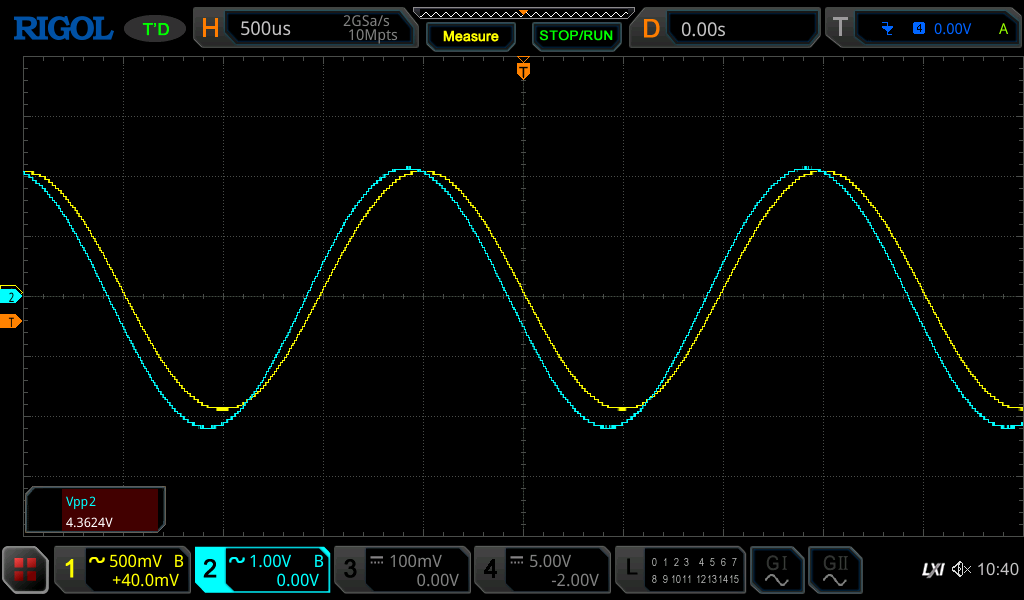 RIGOL T'D H 500us 2GSa/s 10Mpts Measure STOP/RUN D 0.00s T 4 0.00V A
T
2
T
Vpp2
4.3624V
1 500mV B 2 1.00V B 3 100mV 4 5.00V L 0 1 2 3 4 5 6 7 GI GII
+40.0mV 0.00V 0.00V -2.00V 8 9 10 11 12 13 14 15 LXI 10:40